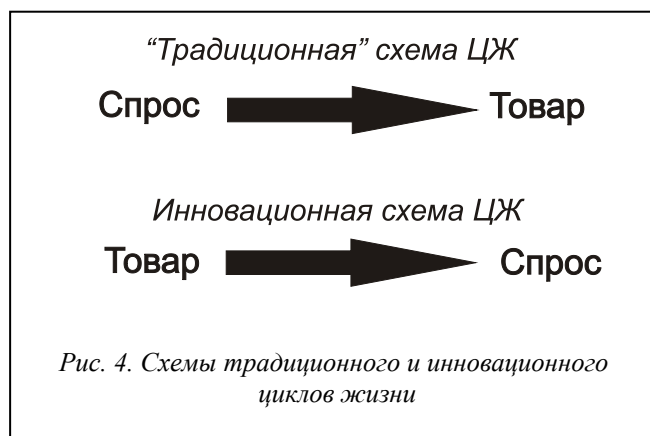 “Традиционная” схема ЦЖ
Спрос Товар
Инновационная схема ЦЖ
Товар Спрос
Рис. 4. Схемы традиционного и инновационного
циклов жизни